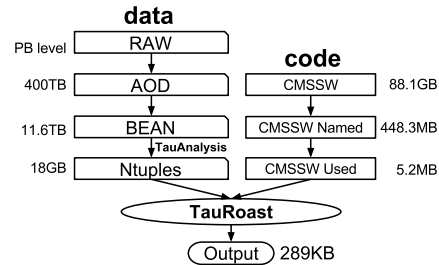 data
code
PB level RAW
400TB AOD CMSSW 88.1GB
11.6TB BEAN CMSSW Named 448.3MB
TauAnalysis
18GB Ntuples CMSSW Used 5.2MB
TauRoast
Output 289KB